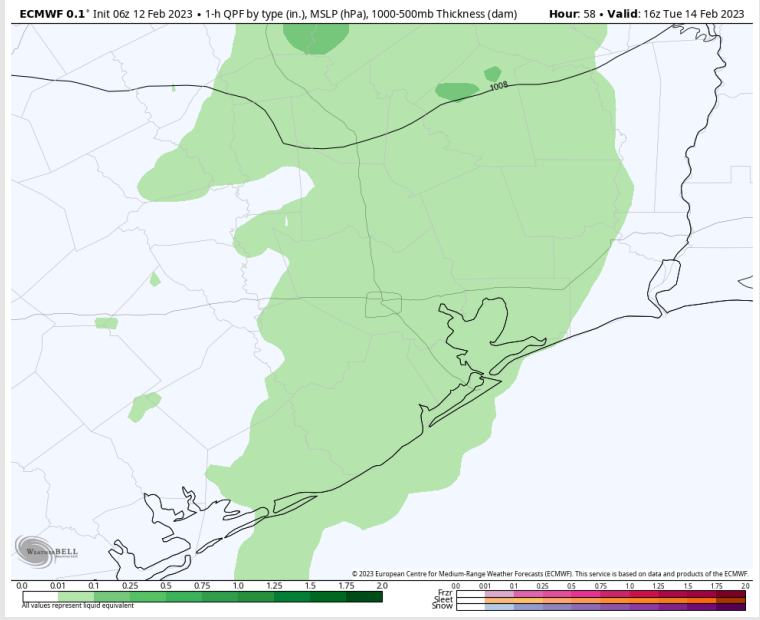 ECMWF 0.1° Init 06z 12 Feb 2023 • 1-h QPF by type (in.), MSLP (hPa), 1000-500mb Thickness (dam) Hour: 58 • Valid: 16z Tue 14 Feb 2023
1008
WEATHERBELL
© 2023 European Centre for Medium-Range Weather Forecasts (ECMWF). This service is based on data and products of the ECMWF.
0.0 0.01 0.1 0.25 0.5 0.75 1.0 1.25 1.5 1.75 2.0
All values represent liquid equivalent
0.0 0.01 0.1 0.25 0.5 0.75 1.0 1.25 1.5 1.75 2.0
Frzr
Sleet
Snow